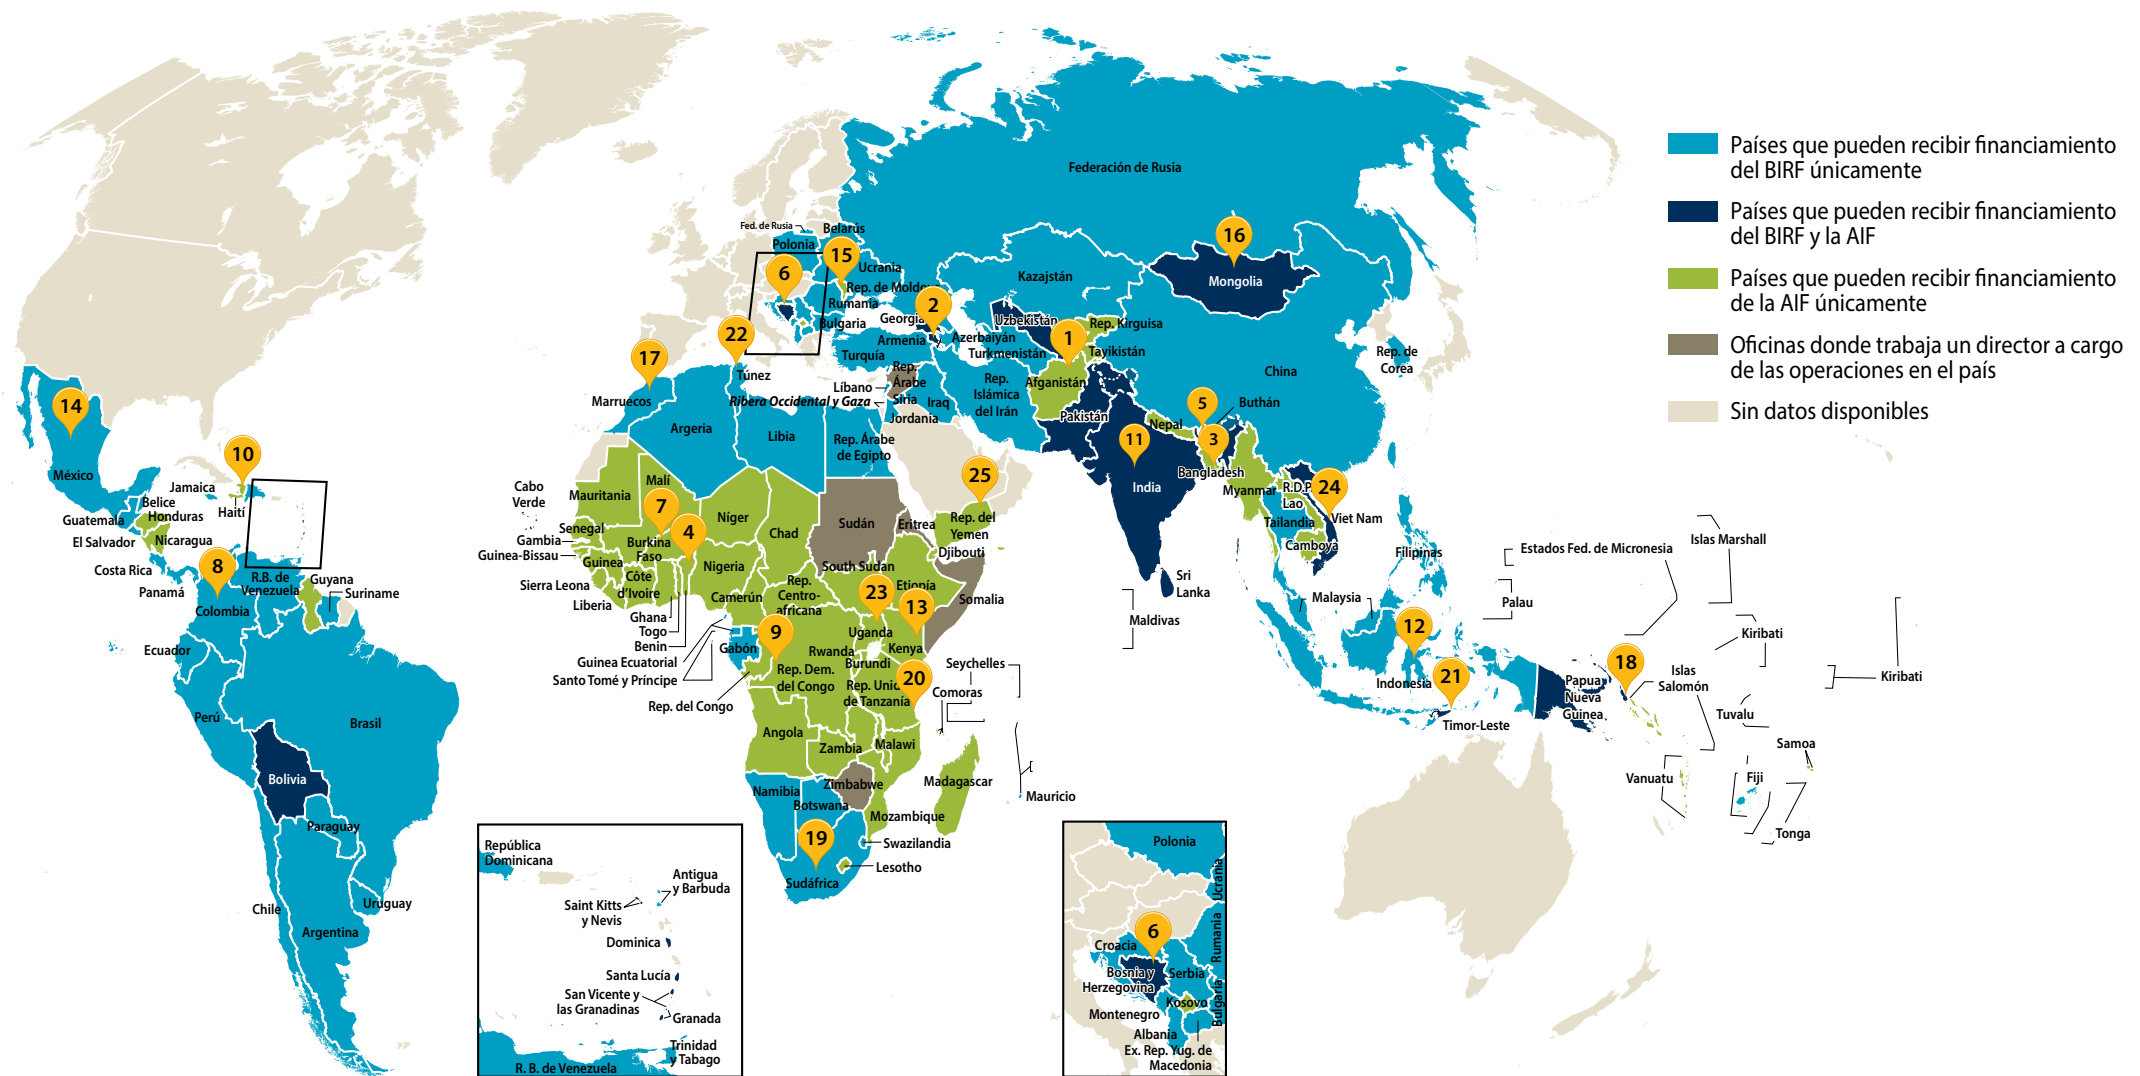 Países que pueden recibir financiamiento
del BIRF únicamente
Países que pueden recibir financiamiento
del BIRF y la AIF
Países que pueden recibir financiamiento
de la AIF únicamente
Oficinas donde trabaja un director a cargo
de las operaciones en el país
Sin datos disponibles
Federación de Rusia
Fed. de Rusia
Belarús
Polonia
16
15
6
Ucrania
Kazajstán
Mongolia
Rep. de Moldova
Rumania
2
Georgia
Uzbekistán
Rep. Kirguisa
Bulgaria
22
1
Armenia
Azerbaiyán
Turkmenistán
Tayikistán
17
Turquía
Rep. de
Corea
Túnez
Rep.
Árabe
Siria
Líbano
Rep.
Islámica
del Irán
Afganistán
China
Marruecos
Ribera Occidental y Gaza
Iraq
Jordania
Pakistán
5
Buthán
14
Nepal
Argeria
Libia
Rep. Árabe
de Egipto
11
3
10
25
Bangladesh
México
Jamaica
Haití
Belice
Honduras
Guatemala
El Salvador
Nicaragua
Cabo
Verde
Mauritania
Malí
7
4
Níger
Chad
Sudán
Eritrea
Rep. del
Yemen
Djibouti
India
Myanmar
R.D.P.
Lao
24
Viet Nam
Tailandia
Camboya
Filipinas
Senegal
Gambia
Guinea-Bissau
Guinea
Burkina
Faso
Sierra Leona
Côte
d'Ivoire
Liberia
Ghana
Togo
Benin
Nigeria
Camerún
Rep.
Centro-
africana
South Sudan
Etiopía
Somalia
Sri
Lanka
Maldivas
Malaysia
Estados Fed. de Micronesia
Islas Marshall
Palau
Kiribati
Kiribati
Costa Rica
Panamá
8
R.B. de
Venezuela
Guyana
Suriname
Colombia
Ecuador
Perú
Brasil
Bolivia
Paraguay
Chile
Uruguay
Argentina
23
13
9
Uganda
Kenya
Gabón
Guinea Ecuatorial
Santo Tomé y Príncipe
Rep. del Congo
Rwanda
Burundi
Rep. Dem.
del Congo
Rep. Unida
de Tanzanía
20
Seychelles
Comoras
12
21
18
Indonesia
Timor-Leste
Papua
Nueva
Guinea
Islas
Salomón
Tuvalu
Samoa
Vanuatu
Fiji
Tonga
Angola
Zambia
Malawi
Zimbabwe
Namibia
Botswana
Mozambique
Madagascar
Mauricio
19
Swazilandia
Lesotho
Sudáfrica
República
Dominicana
Antigua
y Barbuda
Saint Kitts
y Nevis
Dominica
Santa Lucía
San Vicente y
las Granadinas
Granada
Trinidad
y Tabago
R. B. de Venezuela
Polonia
Ucrania
6
Rumania
Croacia
Bosnia y
Herzegovina
Serbia
Kosovo
Bulgaria
Montenegro
Albania
Ex. Rep. Yug. de
Macedonia